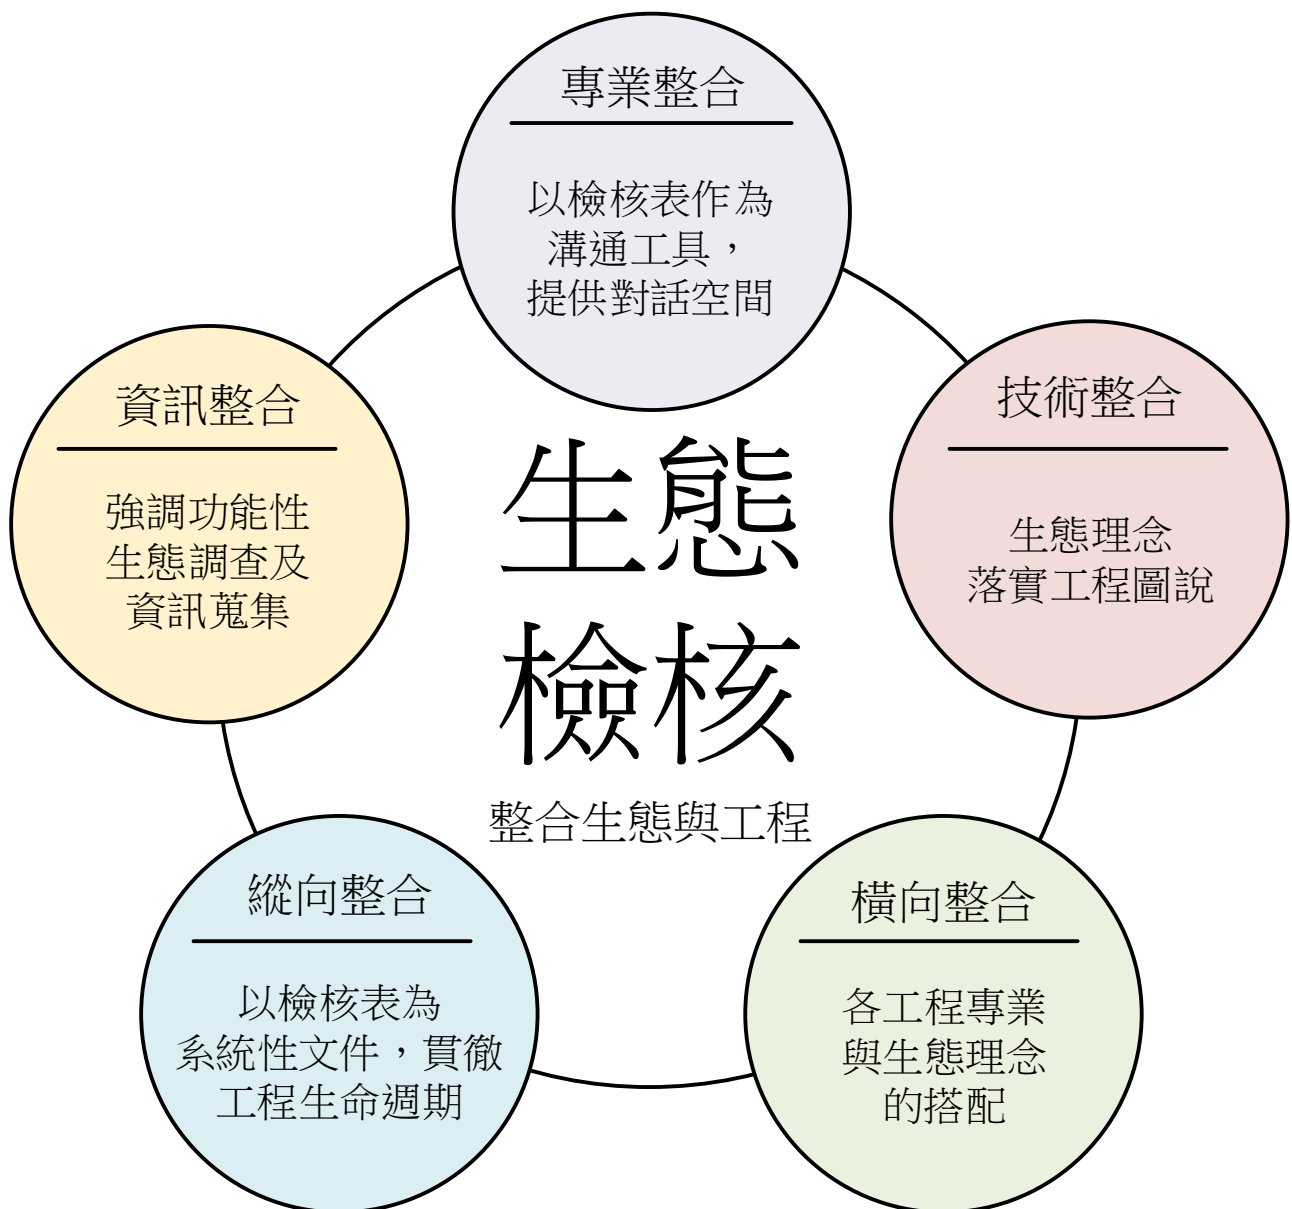 專業整合
以檢核表作為
溝通工具，
提供對話空間
資訊整合
強調功能性
生態調查及
資訊蒐集
技術整合
生態理念
落實工程圖說
生態
檢核
整合生態與工程
縱向整合
以檢核表為
系統性文件，貫徹
工程生命週期
橫向整合
各工程專業
與生態理念
的搭配